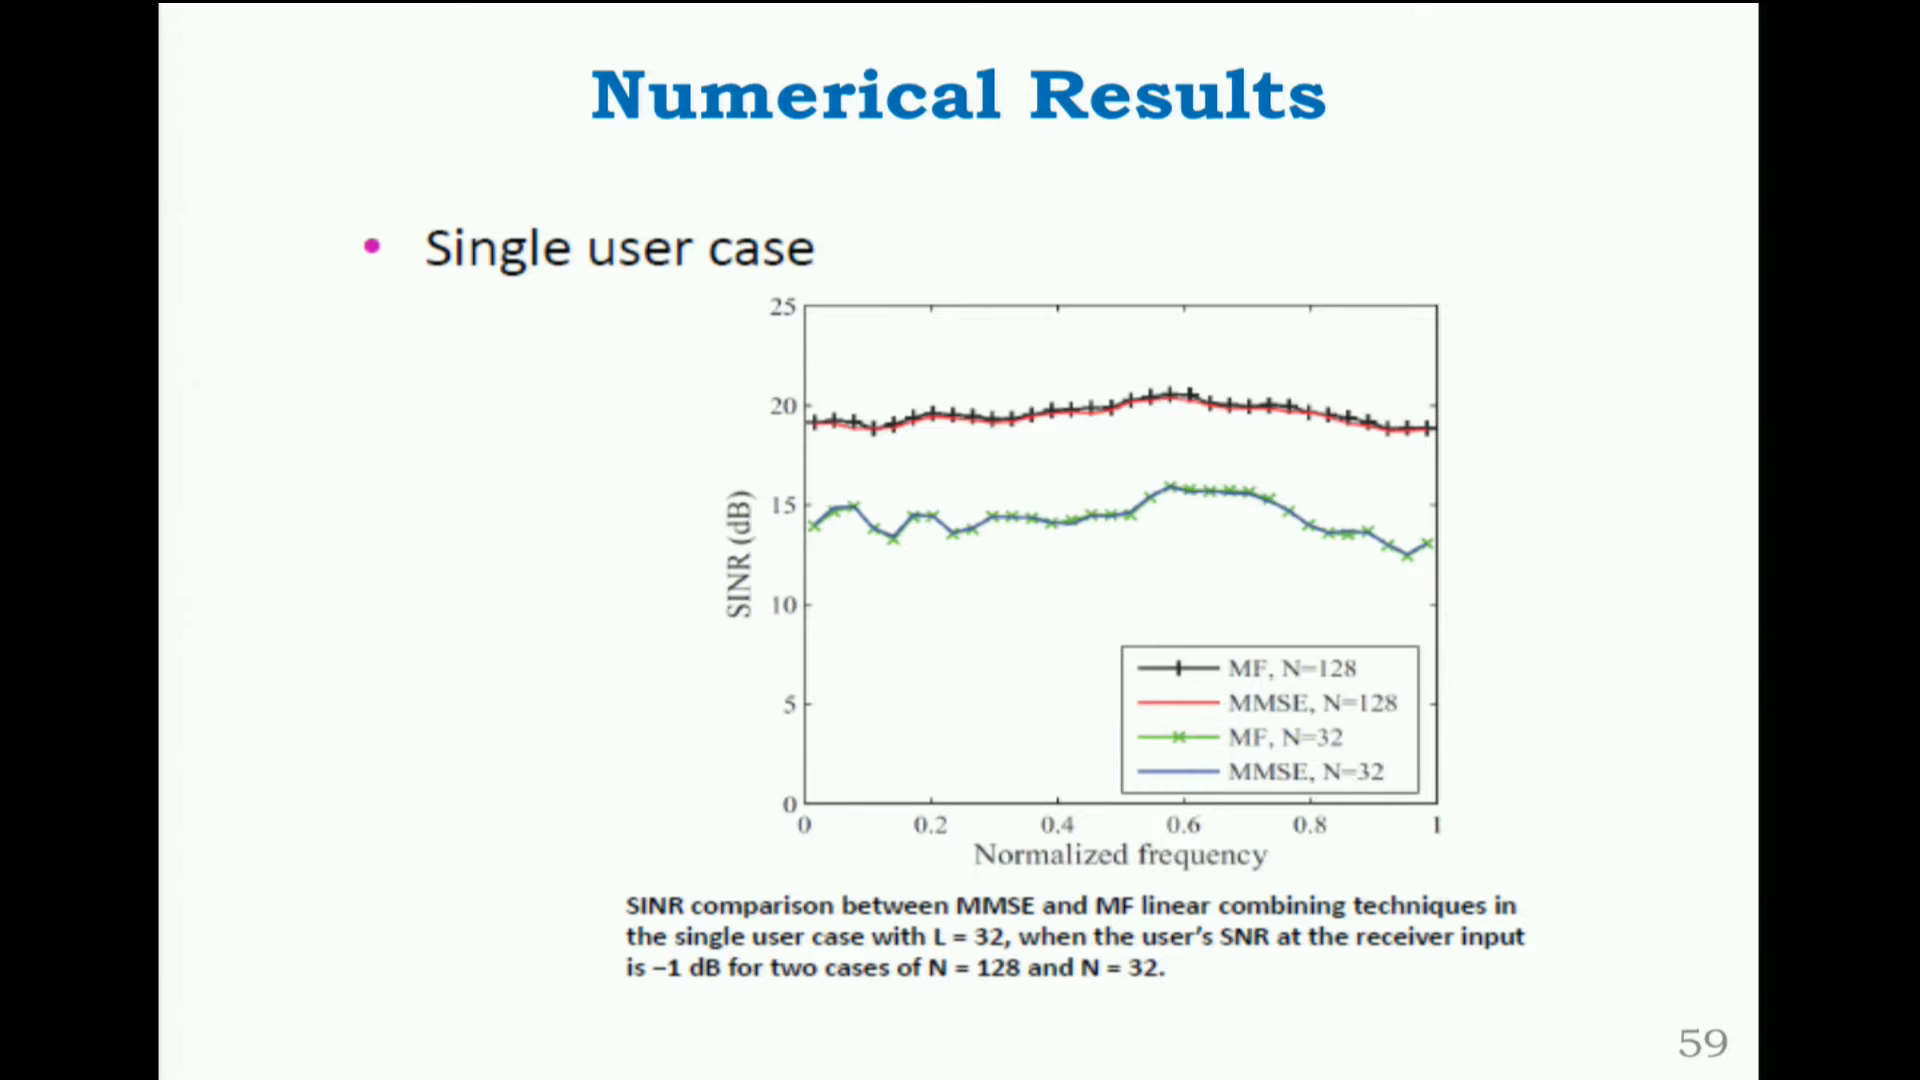 Numerical Results
• Single user case
25
20
15
10
5
0
SINR (dB)
MF, N=128
MMSE, N=128
MF, N=32
MMSE, N=32
0 0.2 0.4 0.6 0.8 1
Normalized frequency
SINR comparison between MMSE and MF linear combining techniques in
the single user case with L = 32, when the user's SNR at the receiver input
is –1 dB for two cases of N = 128 and N = 32.
59